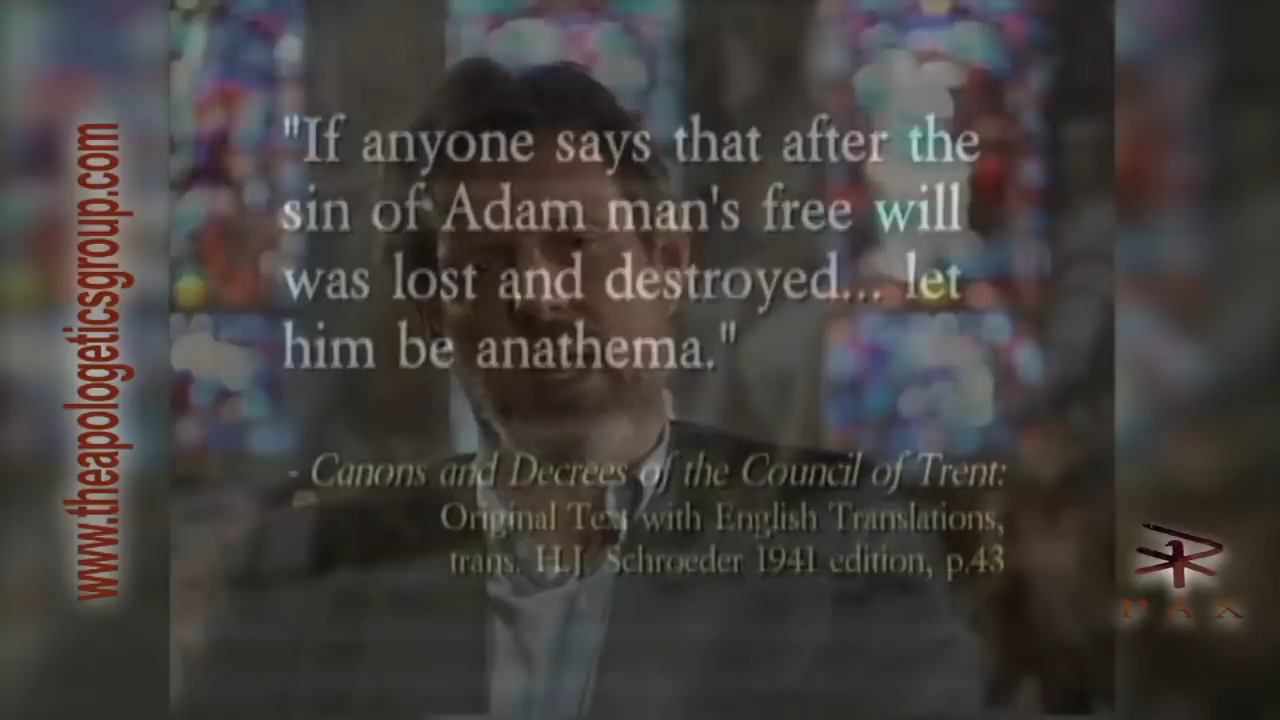 "If anyone says that after the
sin of Adam man's free will
was lost and destroyed... let
him be anathema."
- Canons and Decrees of the Council of Trent:
Original Text with English Translations,
trans. H.J. Schroeder 1941 edition, p.43
www.theapologeticsgroup.com
PAX